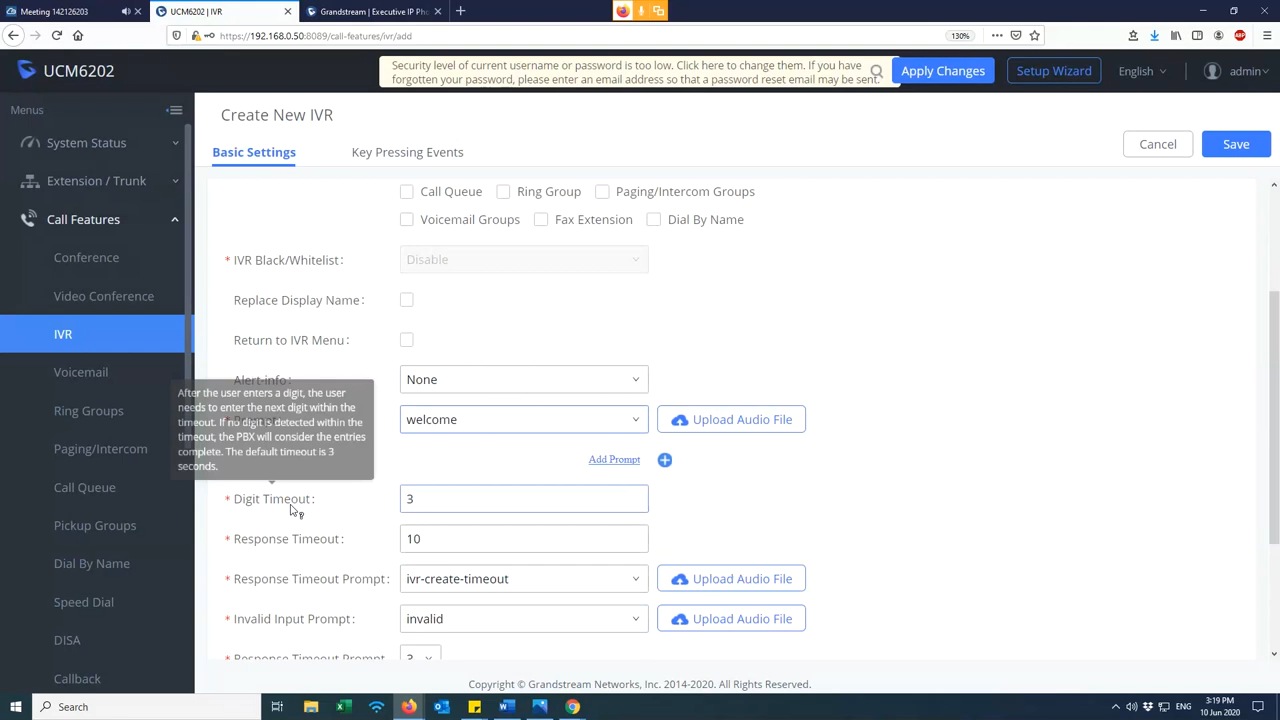 Meeting 142126203
UCM6202 | IVR
Grandstream | Executive IP Pho
https://192.168.0.50:8089/call-features/ivr/add
130%
ABP
UCM6202
Security level of current username or password is too low. Click here to change them. If you have
forgotten your password, please enter an email address so that a password reset email may be sent.
Apply Changes
Setup Wizard
English
admin
Menus
System Status
Extension / Trunk
Call Features
Conference
Video Conference
IVR
Voicemail
Ring Groups
Paging/Intercom
Call Queue
Pickup Groups
Dial By Name
Speed Dial
DISA
Callback
Create New IVR
Cancel
Save
Basic Settings
Key Pressing Events
Call Queue
Ring Group
Paging/Intercom Groups
Voicemail Groups
Fax Extension
Dial By Name
* IVR Black/Whitelist:
Disable
Replace Display Name:
Return to IVR Menu:
Alert-info:
None
After the user enters a digit, the user
needs to enter the next digit within the
timeout. If no digit is detected within the
timeout, the PBX will consider the entries
complete. The default timeout is 3
seconds.
welcome
Upload Audio File
Add Prompt
* Digit Timeout:
3
* Response Timeout:
10
* Response Timeout Prompt:
ivr-create-timeout
Upload Audio File
* Invalid Input Prompt:
invalid
Upload Audio File
* Response Timeout Prompt
3
Copyright © Grandstream Networks, Inc. 2014-2020. All Rights Reserved.
Search
ENG
3:19 PM
10 Jun 2020